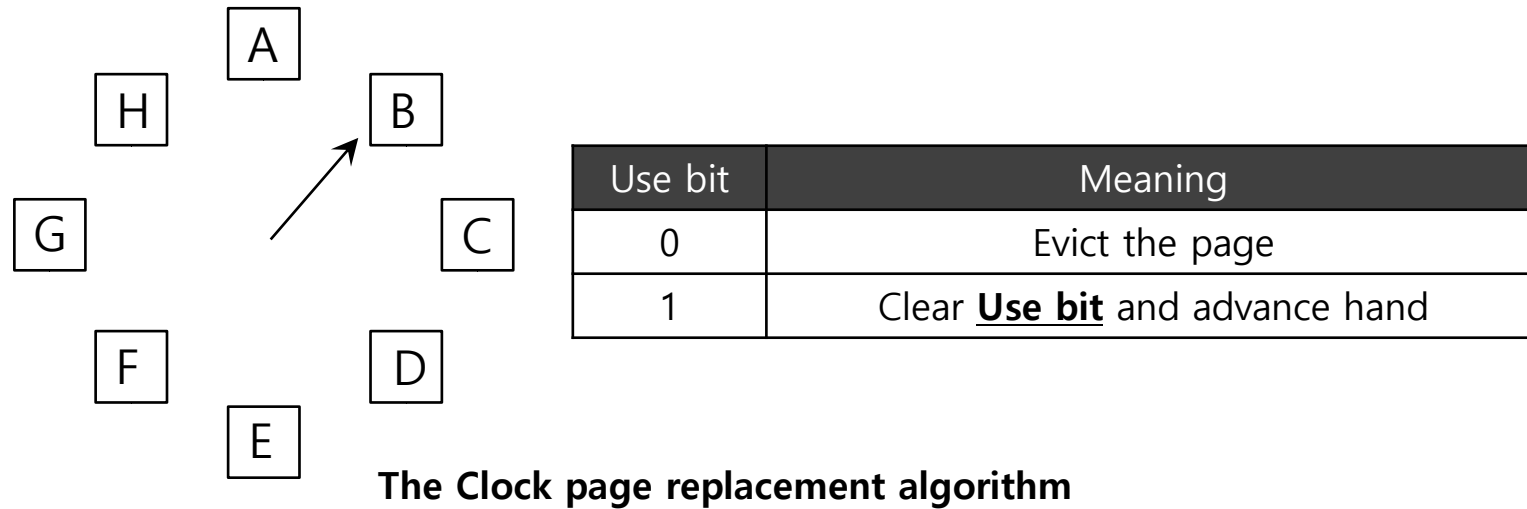 A
H
B
G
C
F
D
E
Use bit Meaning
0 Evict the page
1 Clear Use bit and advance hand
The Clock page replacement algorithm